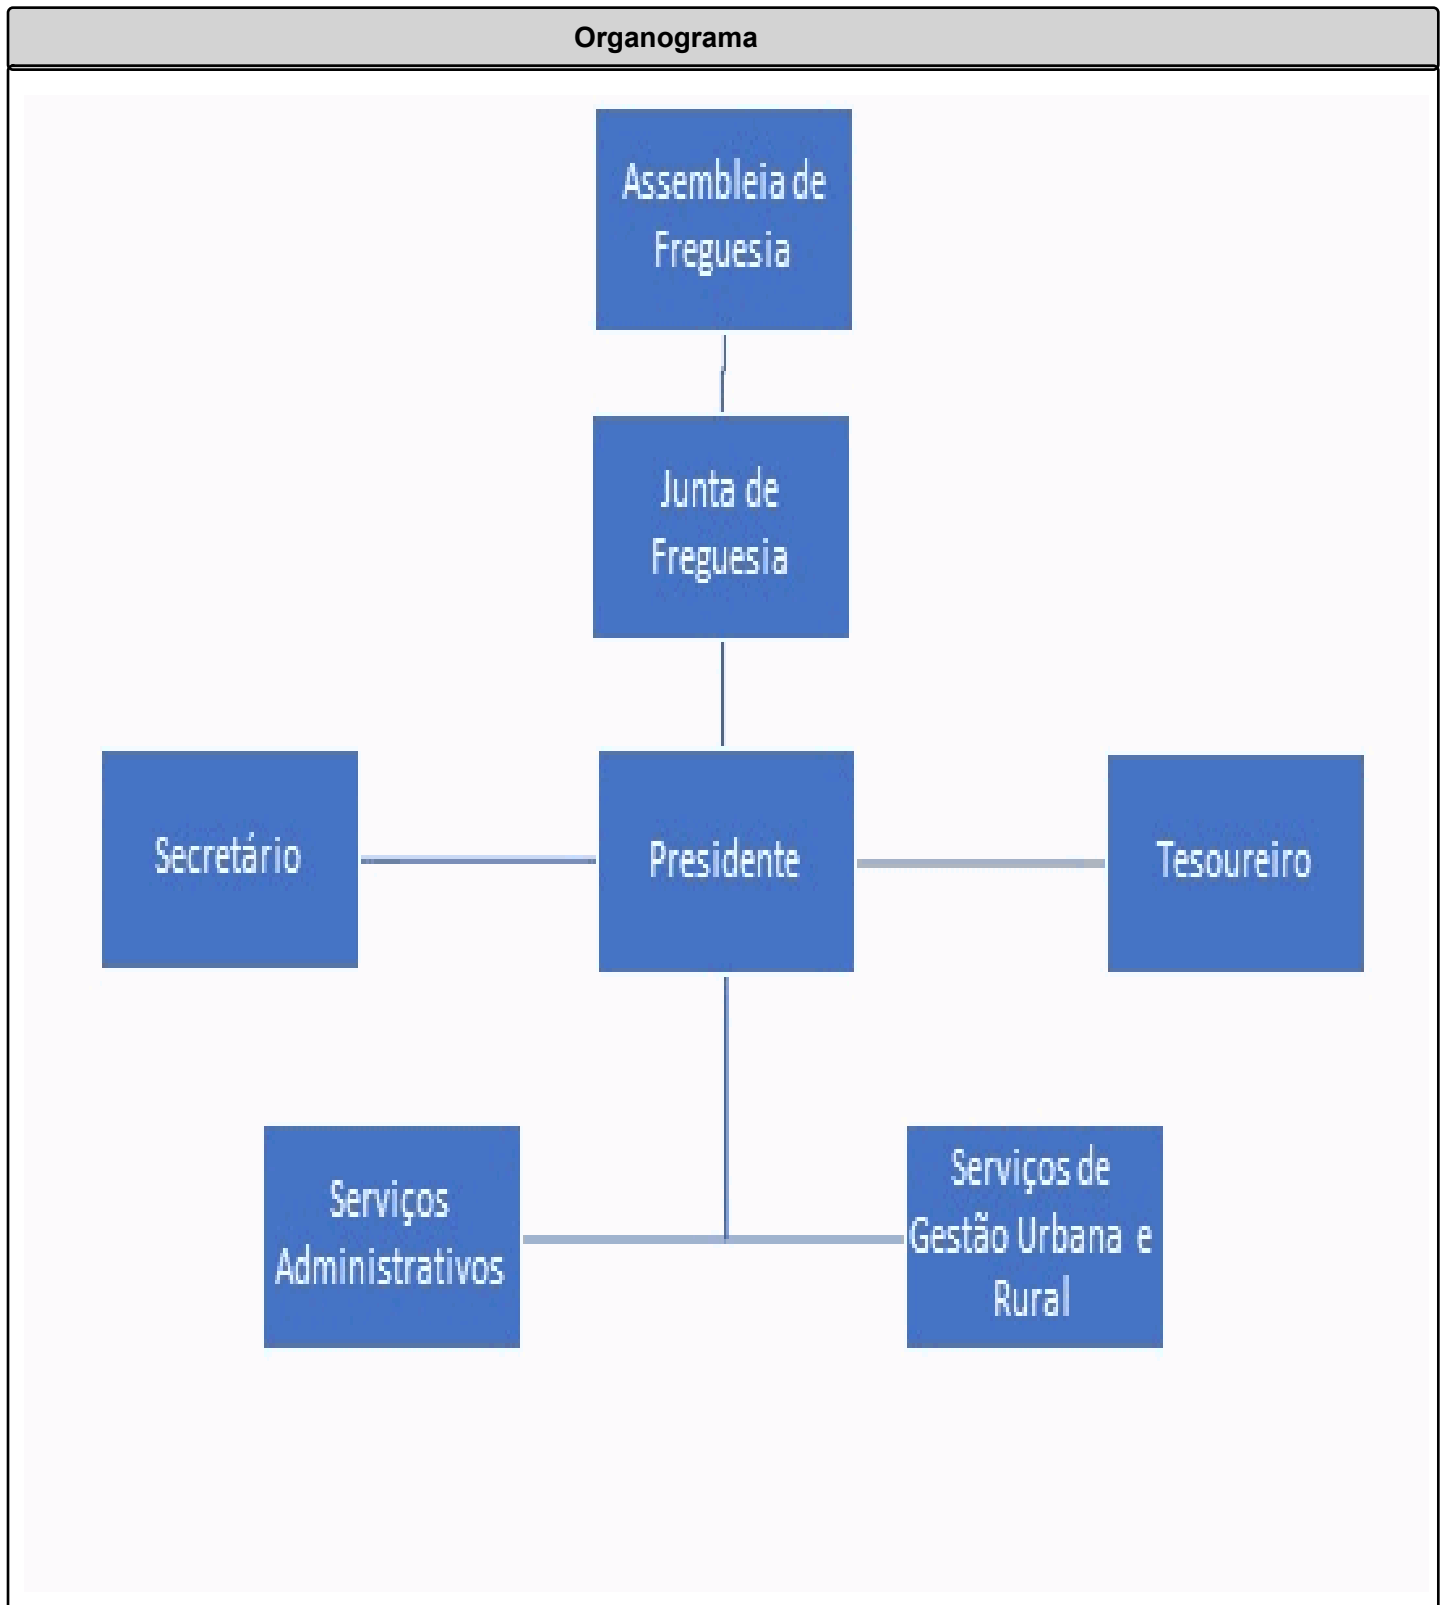 Organograma
Assembleia de
Freguesia
Junta de
Freguesia
Secretário
Presidente
Tesoureiro
Serviços
Administrativos
Serviços de
Gestão Urbana e
Rural